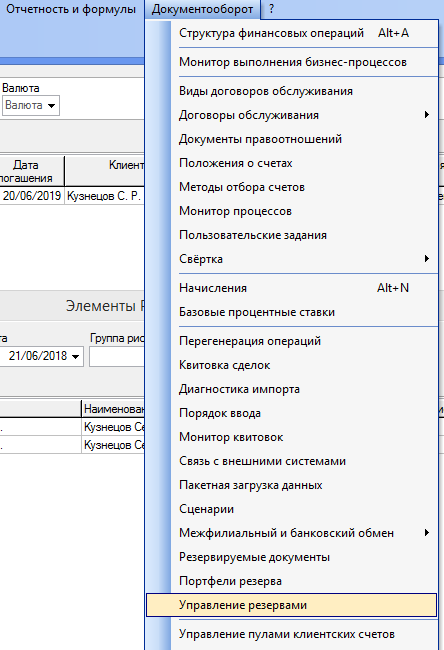 Отчетность и формулы Документооборот ?
Структура финансовых операций Alt+A
Монитор выполнения бизнес-процессов
Валюта
Виды договоров обслуживания
Валюта
Договоры обслуживания
Документы правоотношений
Дата
погашения
Клиент
Положения о счетах
20/06/2019 Кузнецов С. Р.
Методы отбора счетов
Монитор процессов
Пользовательские задания
Свёртка
Начисления Alt+N
Элементы
Базовые процентные ставки
Группа рис
Перегенерация операций
21/06/2018
Квитовка сделок
Диагностика импорта
Наименован
Порядок ввода
Кузнецов Се
Монитор квитовок
Кузнецов Се
Связь с внешними системами
Пакетная загрузка данных
Сценарии
Межфилиальный и банковский обмен
Резервируемые документы
Портфели резерва
Управление резервами
Управление пулами клиентских счетов